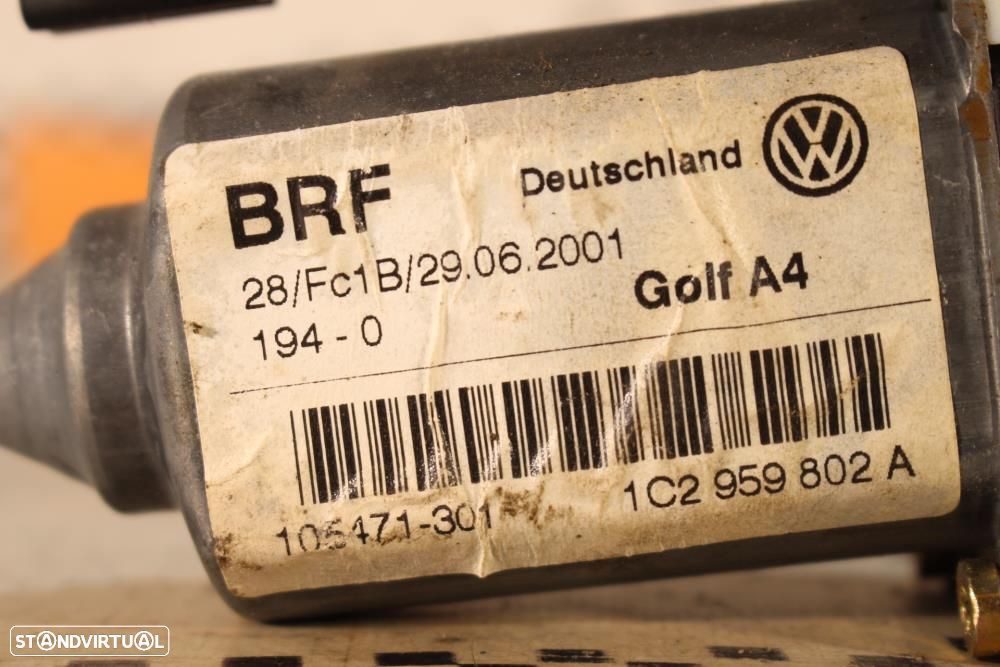 BRF
Deutschland
28/Fc1B/29.06.2001
Golf A4
194 - 0
105471-301
1C2 959 802 A
STANDVIRTUAL